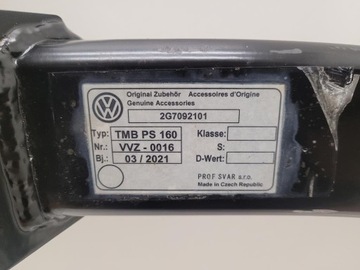 Original Zubehör Accessoires d'Origine
Genuine Accessories
2G7092101
Typ: TMB PS 160 Klasse:
Nr.: VVZ - 0016 S:
Bj.: 03 / 2021 D-Wert:
PROF SVAR s.r.o.
Made in Czech Republic